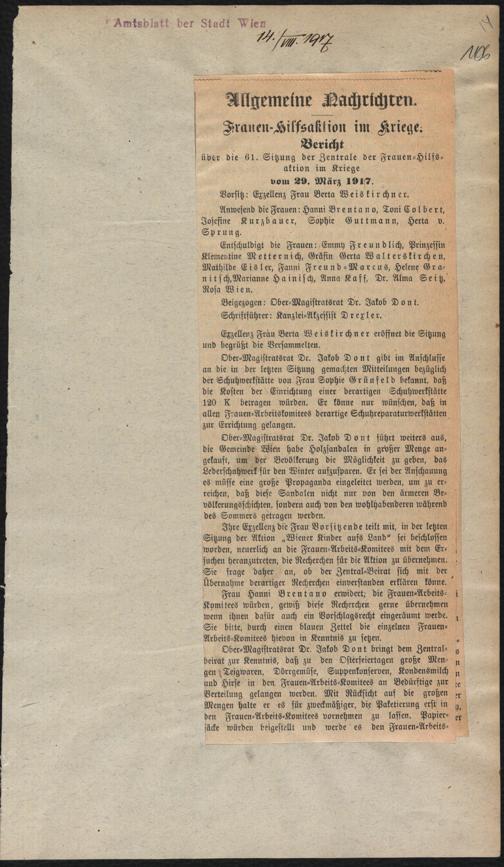 Amtsblatt der Stadt Wien
14./VIII. 1917
14
Allgemeine Nachrichten.
Frauen-Hilfsaktion im Kriege.
Bericht
über die 61. Sitzung der Zentrale der Frauen-Hilfs-
aktion im Kriege
vom 29. März 1917.
Vorsitz: Exzellenz Frau Berta Weiskirchner.
Anwesend die Frauen: Hanni Brentano, Toni Colbert,
Josefine Kurzbauer, Sophie Guttmann, Herta v.
Sprung.
Entschuldigt die Frauen: Emmy Freundlich, Prinzessin
Klementine Metternich, Gräfin Gerta Walterskirchen,
Mathilde Eisler, Fanni Freund-Marcus, Helene Gra-
nitsch, Marianne Hainisch, Anna Kaff, Dr. Alma Seitz,
Rosa Wien.
Beigezogen: Ober-Magistratsrat Dr. Jakob Dont.
Schriftführer: Kanzlei-Akzessist Drexler.
Exzellenz Frau Berta Weiskirchner eröffnet die Sitzung
und begrüßt die Versammelten.
Ober-Magistratsrat Dr. Jakob Dont gibt im Anschlusse
an die in der letzten Sitzung gemachten Mitteilungen bezüglich
der Schuhwerkstätte von Frau Sophie Grünfeld bekannt, daß
die Kosten der Einrichtung einer derartigen Schuhwerkstätte
120 K betragen würden. Er könne nur wünschen, daß in
allen Frauen-Arbeitskomitees derartige Schuhreparaturwerkstätten
zur Errichtung gelangen.
Ober-Magistratsrat Dr. Jakob Dont führt weiters aus,
die Gemeinde Wien habe Holzsandalen in großer Menge an-
gekauft, um der Bevölkerung die Möglichkeit zu geben, das
Lederschuhwerk für den Winter aufzusparen. Er sei der Anschauung
es müsse eine große Propaganda eingeleitet werden, um zu er-
reichen, daß diese Sandalen nicht nur von den ärmeren Be-
völkerungsschichten, sondern auch von den wohlhabenderen während
des Sommers getragen werden.
Ihre Exzellenz die Frau Vorsitzende teilt mit, in der letzten
Sitzung der Aktion „Wiener Kinder aufs Land" sei beschlossen
worden, neuerlich an die Frauen-Arbeits-Komitees mit dem Er-
suchen heranzutreten, die Recherchen für die Aktion zu übernehmen.
Sie frage daher an, ob der Zentral-Beirat sich mit der
Übernahme derartiger Recherchen einverstanden erklären könne.
Frau Hanni Brentano erwidert, die Frauen-Arbeits-
Komitees würden, gewiß diese Recherchen gerne übernehmen
wenn ihnen dafür auch ein Vorschlagsrecht eingeräumt werde.
Sie bitte, durch einen blauen Zettel die einzelnen Frauen-
Arbeits-Komitees hievon in Kenntnis zu setzen.
Ober-Magistratsrat Dr. Jakob Dont bringt dem Zentral-
beirat zur Kenntnis, daß zu den Osterfeiertagen große Men-
gen Teigwaren, Dörrgemüse, Suppenkonserven, Kondensmilch
und Hirse in den Frauen-Arbeits-Komitees an Bedürftige zur
Verteilung gelangen werden. Mit Rücksicht auf die großen
Mengen halte er es für zweckmäßiger, die Paketierung erst in
den Frauen-Arbeits-Komitees vornehmen zu lassen. Papier-
säcke würden beigestellt und werde es den Frauen-Arbeits-